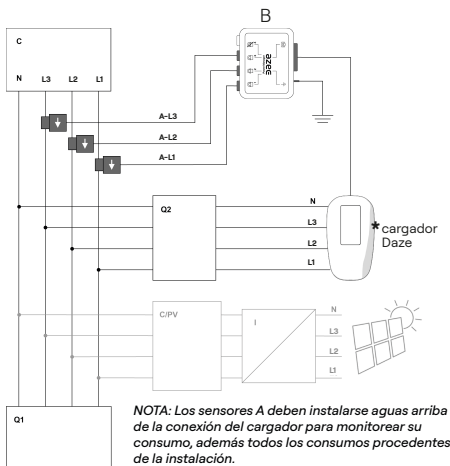 B
C
N L3 L2 L1
A-L3
A-L2
A-L1
Q2
N
L3
L2
L1
* cargador
Daze
C/PV
I
N
L3
L2
L1
Q1
NOTA: Los sensores A deben instalarse aguas arriba
de la conexión del cargador para monitorear su
consumo, además todos los consumos procedentes
de la instalación.